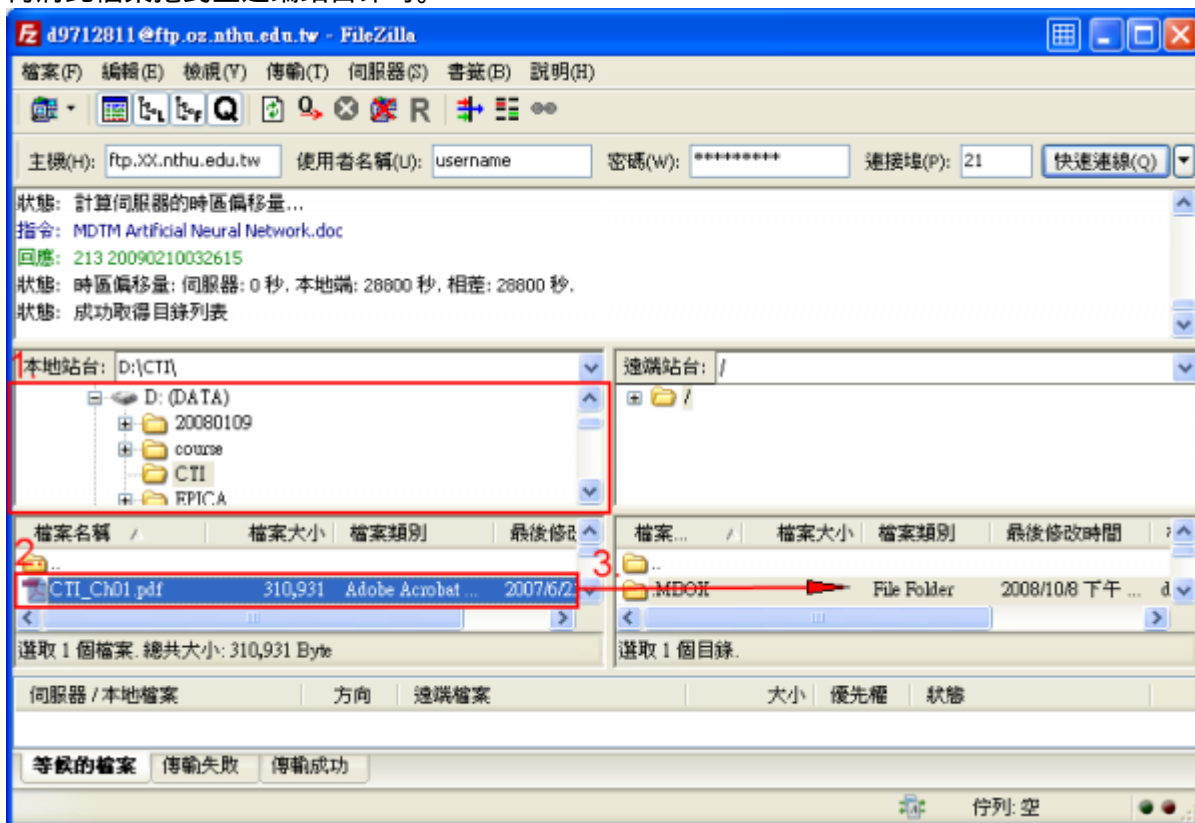 d9712811@ftp.oz.nthu.edu.tw - FileZilla
檔案(F) 編輯(E) 檢視(V) 傳輸(T) 伺服器(S) 書籤(B) 說明(H)
主機(H): ftp.XX.nthu.edu.tw 使用者名稱(U): username 密碼(W): ********* 連接埠(P): 21 快速連線(Q)
狀態: 計算伺服器的時區偏移量...
指令: MDTM Artificial Neural Network.doc
回應: 213 20090210032615
狀態: 時區偏移量: 伺服器: 0 秒. 本地端: 28800 秒. 相差: 28800 秒.
狀態: 成功取得目錄列表
1.
本地站台: D:\CTI\ 遠端站台: /
D: (DATA) /
20080109
course
CTI
EPICA
檔案名稱 / 檔案大小 檔案類別 最後修改 檔案... / 檔案大小 檔案類別 最後修改時間
2. .. 3. ..
CTI_Ch01.pdf 310,931 Adobe Acrobat ... 2007/6/2 .MBOX File Folder 2008/10/8 下午 ... d
選取 1 個檔案. 總共大小: 310,931 Byte 選取 1 個目錄.
伺服器 / 本地檔案 方向 遠端檔案 大小 優先權 狀態
等候的檔案 傳輸失敗 傳輸成功
佇列: 空